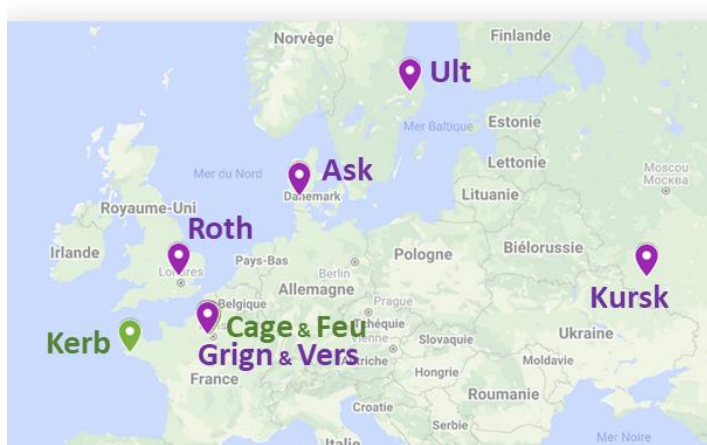 Norvège
Finlande
Ult
Mer Baltique
Estonie
Mer du Nord
Ask
Danemark
Lettonie
Lituanie
Moscou
Москва
Royaume-Uni
Roth
Irlande
Londres
Pays-Bas
Berlin
Pologne
Biélorussie
Allemagne
Kursk
Belgique
Prague
Kerb
Cage & Feu
Tchéquie
Ukraine
Grign & Vers
Vienne
Slovaquie
Autriche
Moldavie
France
Hongrie
Roumanie
Croatie
Serbie
Italie
Mer Noire